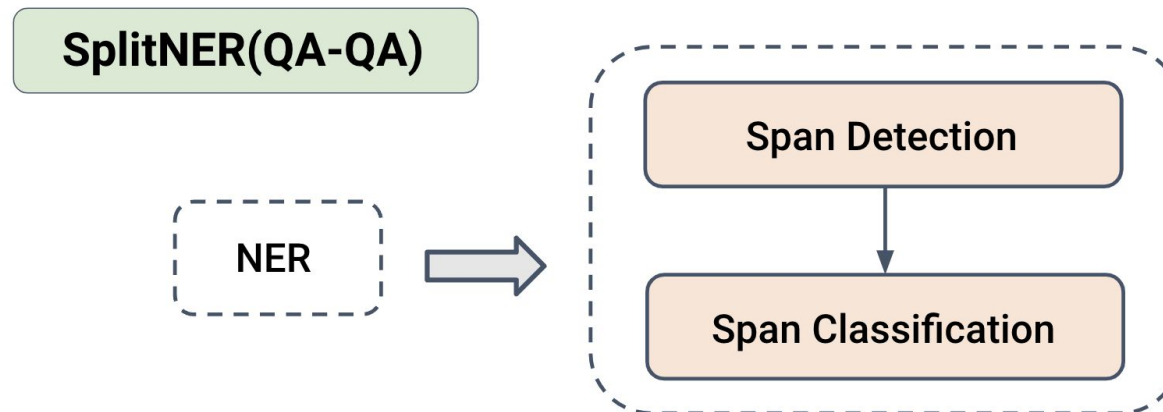 SplitNER(QA-QA)
Span Detection
NER
Span Classification